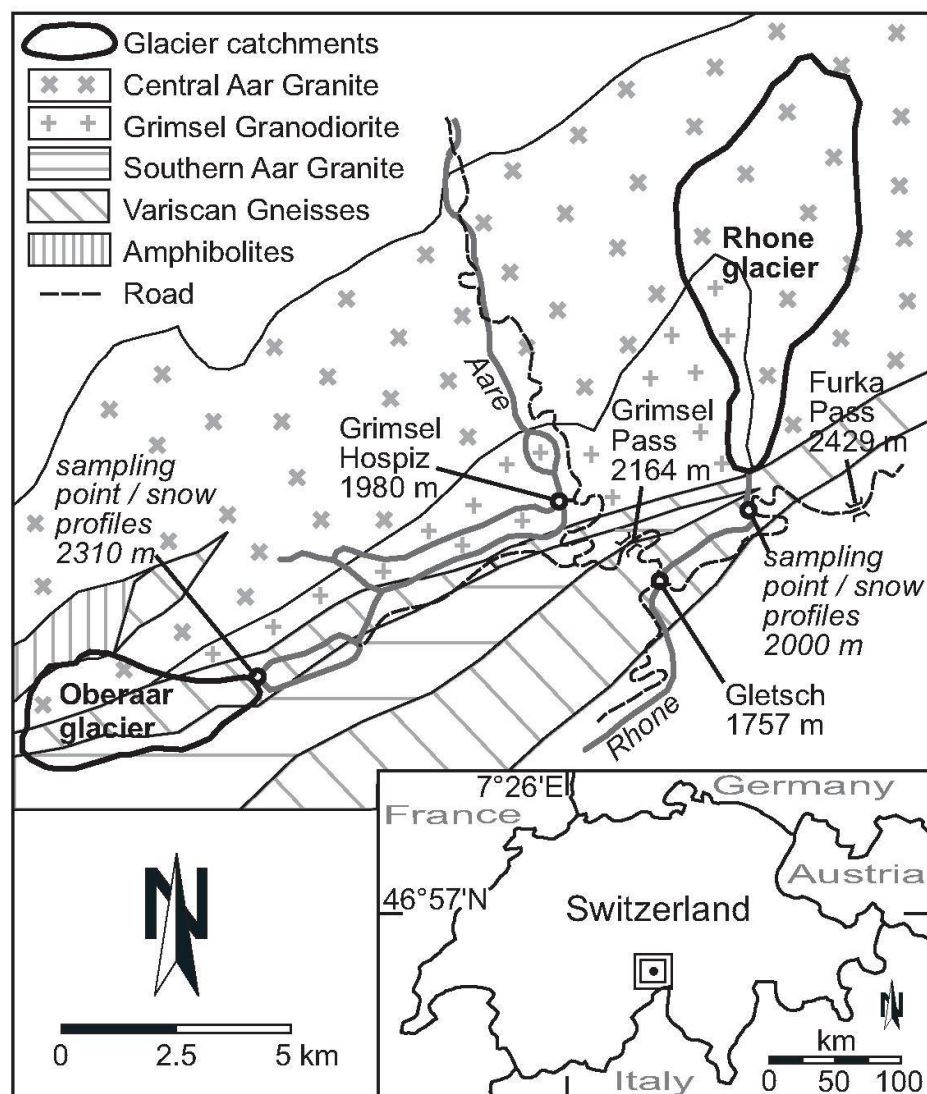 Glacier catchments
Central Aar Granite
Grimsel Granodiorite
Southern Aar Granite
Variscan Gneisses
Amphibolites
Road
Rhone
glacier
Aare
Furka
Pass
2429 m
Grimsel
Pass
2164 m
Grimsel
Hospiz
1980 m
sampling
point / snow
profiles
2310 m
sampling
point / snow
profiles
2000 m
Oberaar
glacier
Gletsch
1757 m
Rhone
N
0 2.5 5 km
7°26'E
Germany
France
Austria
46°57'N
Switzerland
N
km
0 50 100
Italy